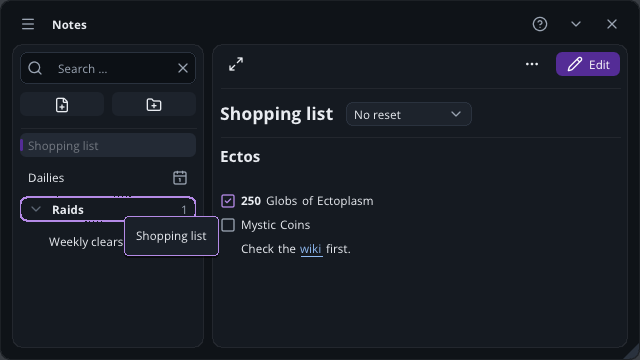 Notes
Search ...
Edit
Shopping list
No reset
Shopping list
Dailies
Raids
1
Weekly clears
Shopping list
Ectos
250 Globs of Ectoplasm
Mystic Coins
Check the wiki first.